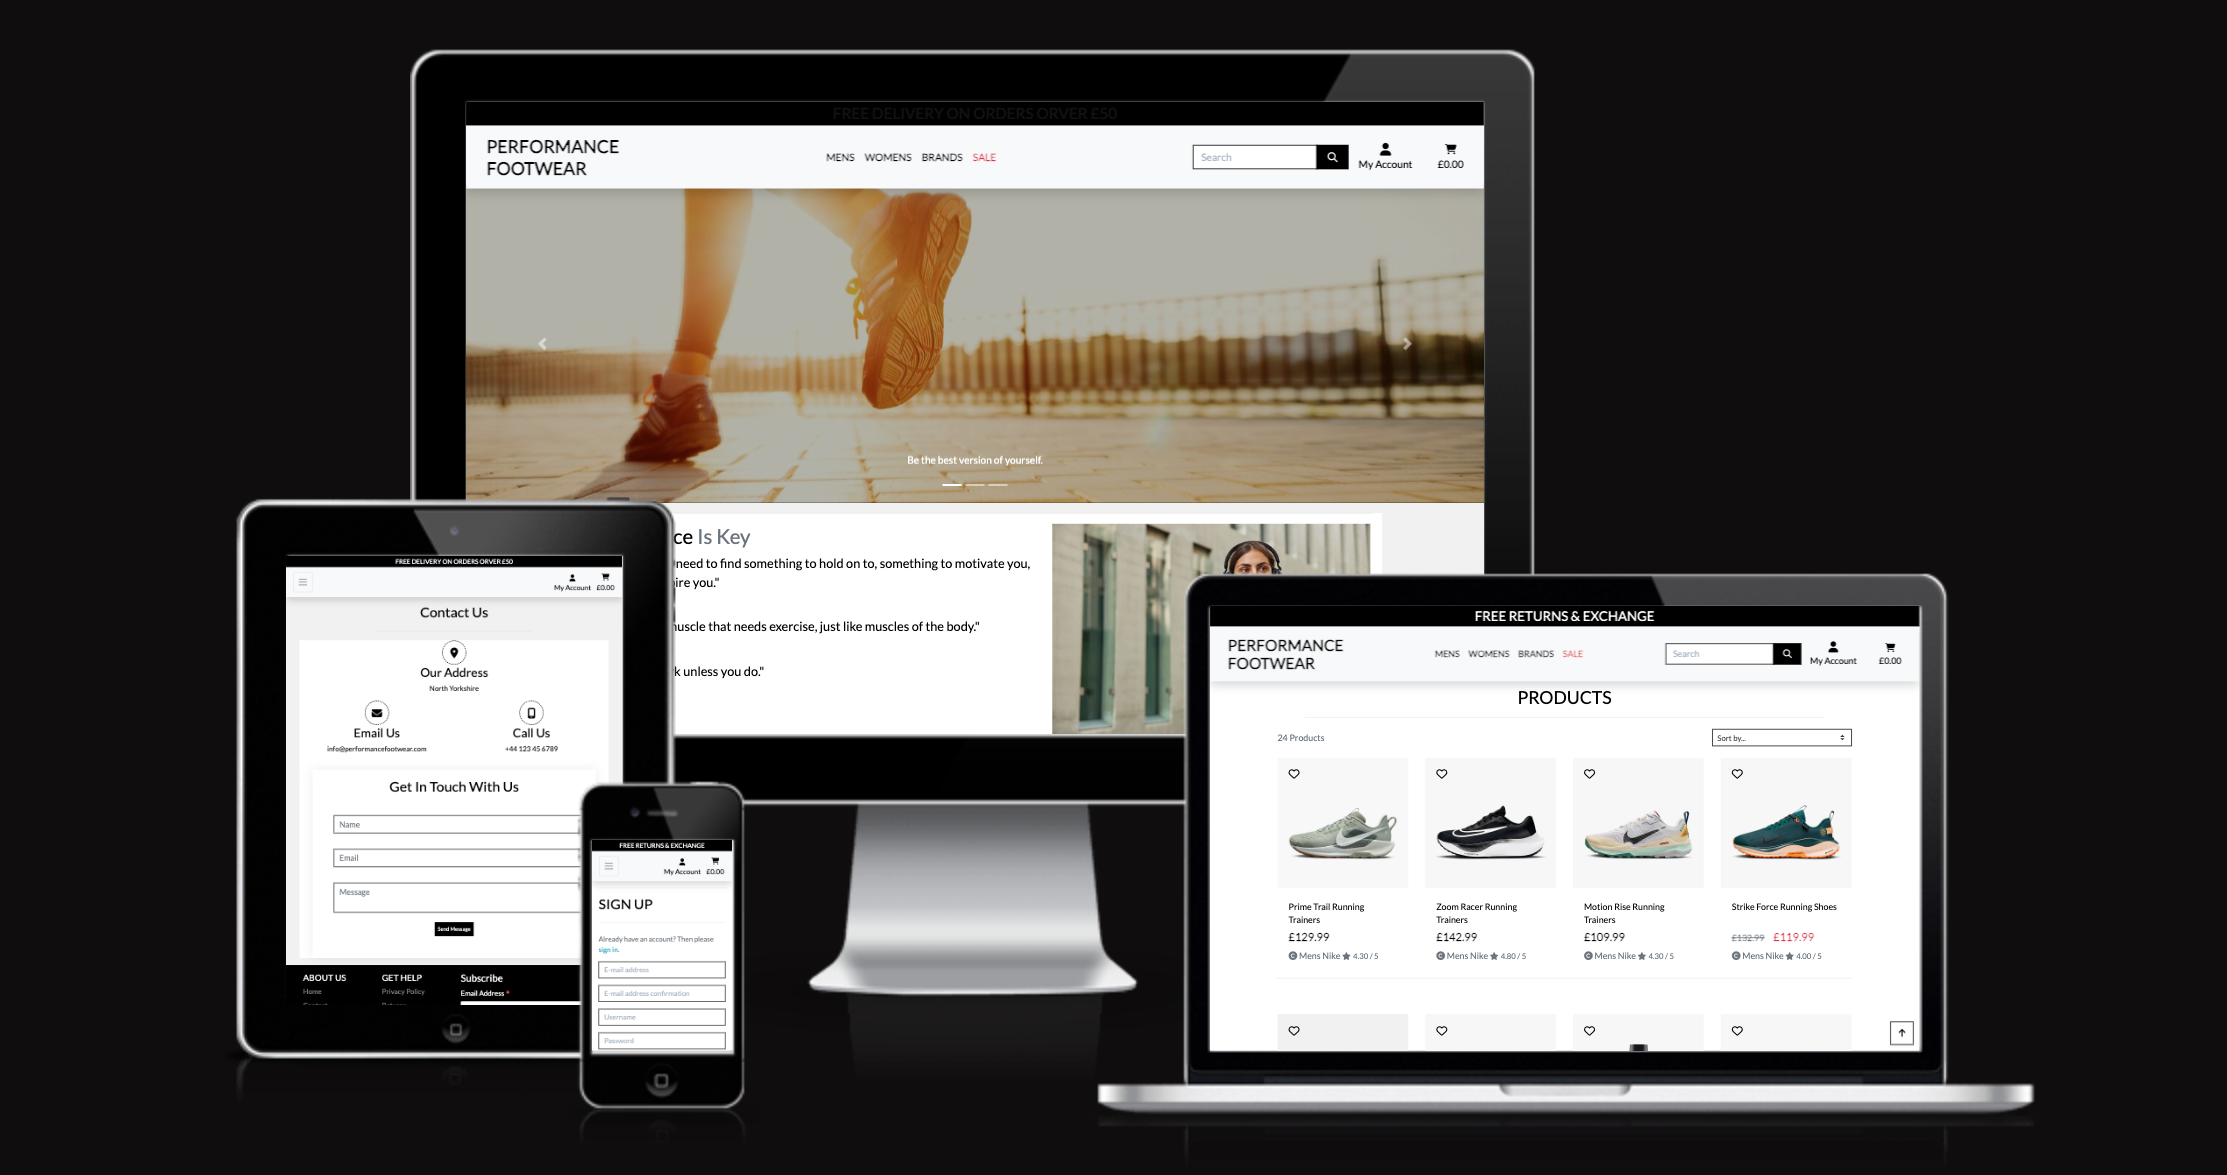 FREE DELIVERY ON ORDERS ORVER £50
PERFORMANCE
FOOTWEAR
MENS WOMENS BRANDS SALE
Search
My Account
£0.00
Be the best version of yourself.
ce Is Key
need to find something to hold on to, something to motivate you,
ire you."
uscle that needs exercise, just like muscles of the body."
k unless you do."
FREE DELIVERY ON ORDERS ORVER £50
My Account £0.00
Contact Us
Our Address
North Yorkshire
Email Us
info@performancefootwear.com
Call Us
+44 123 45 6789
Get In Touch With Us
Name
Email
Message
Send Message
ABOUT US
Home
Contact
GET HELP
Privacy Policy
Returns
Subscribe
Email Address *
FREE RETURNS & EXCHANGE
My Account £0.00
SIGN UP
Already have an account? Then please
sign in.
E-mail address
E-mail address confirmation
Username
Password
FREE RETURNS & EXCHANGE
PERFORMANCE
FOOTWEAR
MENS WOMENS BRANDS SALE
Search
My Account
£0.00
PRODUCTS
24 Products
Sort by...
Prime Trail Running
Trainers
£129.99
Mens Nike 4.30 / 5
Zoom Racer Running
Trainers
£142.99
Mens Nike 4.80 / 5
Motion Rise Running
Trainers
£109.99
Mens Nike 4.30 / 5
Strike Force Running Shoes
£132.99 £119.99
Mens Nike 4.00 / 5